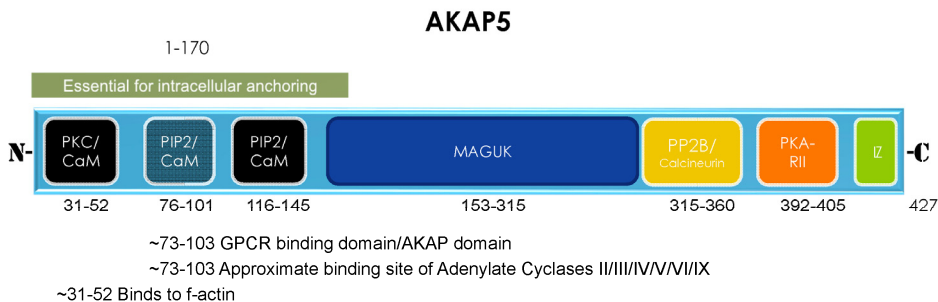 AKAP5
1-170
Essential for intracellular anchoring
N-
PKC/
CaM
PIP2/
CaM
PIP2/
CaM
MAGUK
PP2B/
Calcineurin
PKA-
RII
IZ
-C
31-52
76-101
116-145
153-315
315-360
392-405
427
~73-103 GPCR binding domain/AKAP domain
~73-103 Approximate binding site of Adenylate Cyclases II/III/IV/V/VI/IX
~31-52 Binds to f-actin